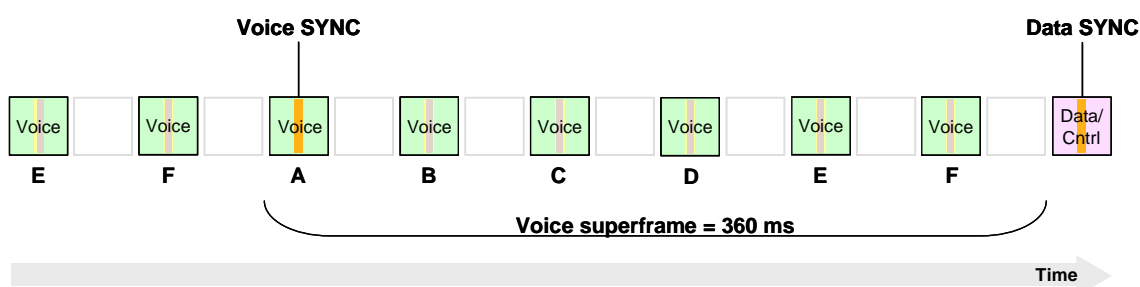 Voice SYNC
Data SYNC
Voice Voice Voice Voice Voice Voice Voice Voice Data/
Cntrl
E F A B C D E F
Voice superframe = 360 ms
Time